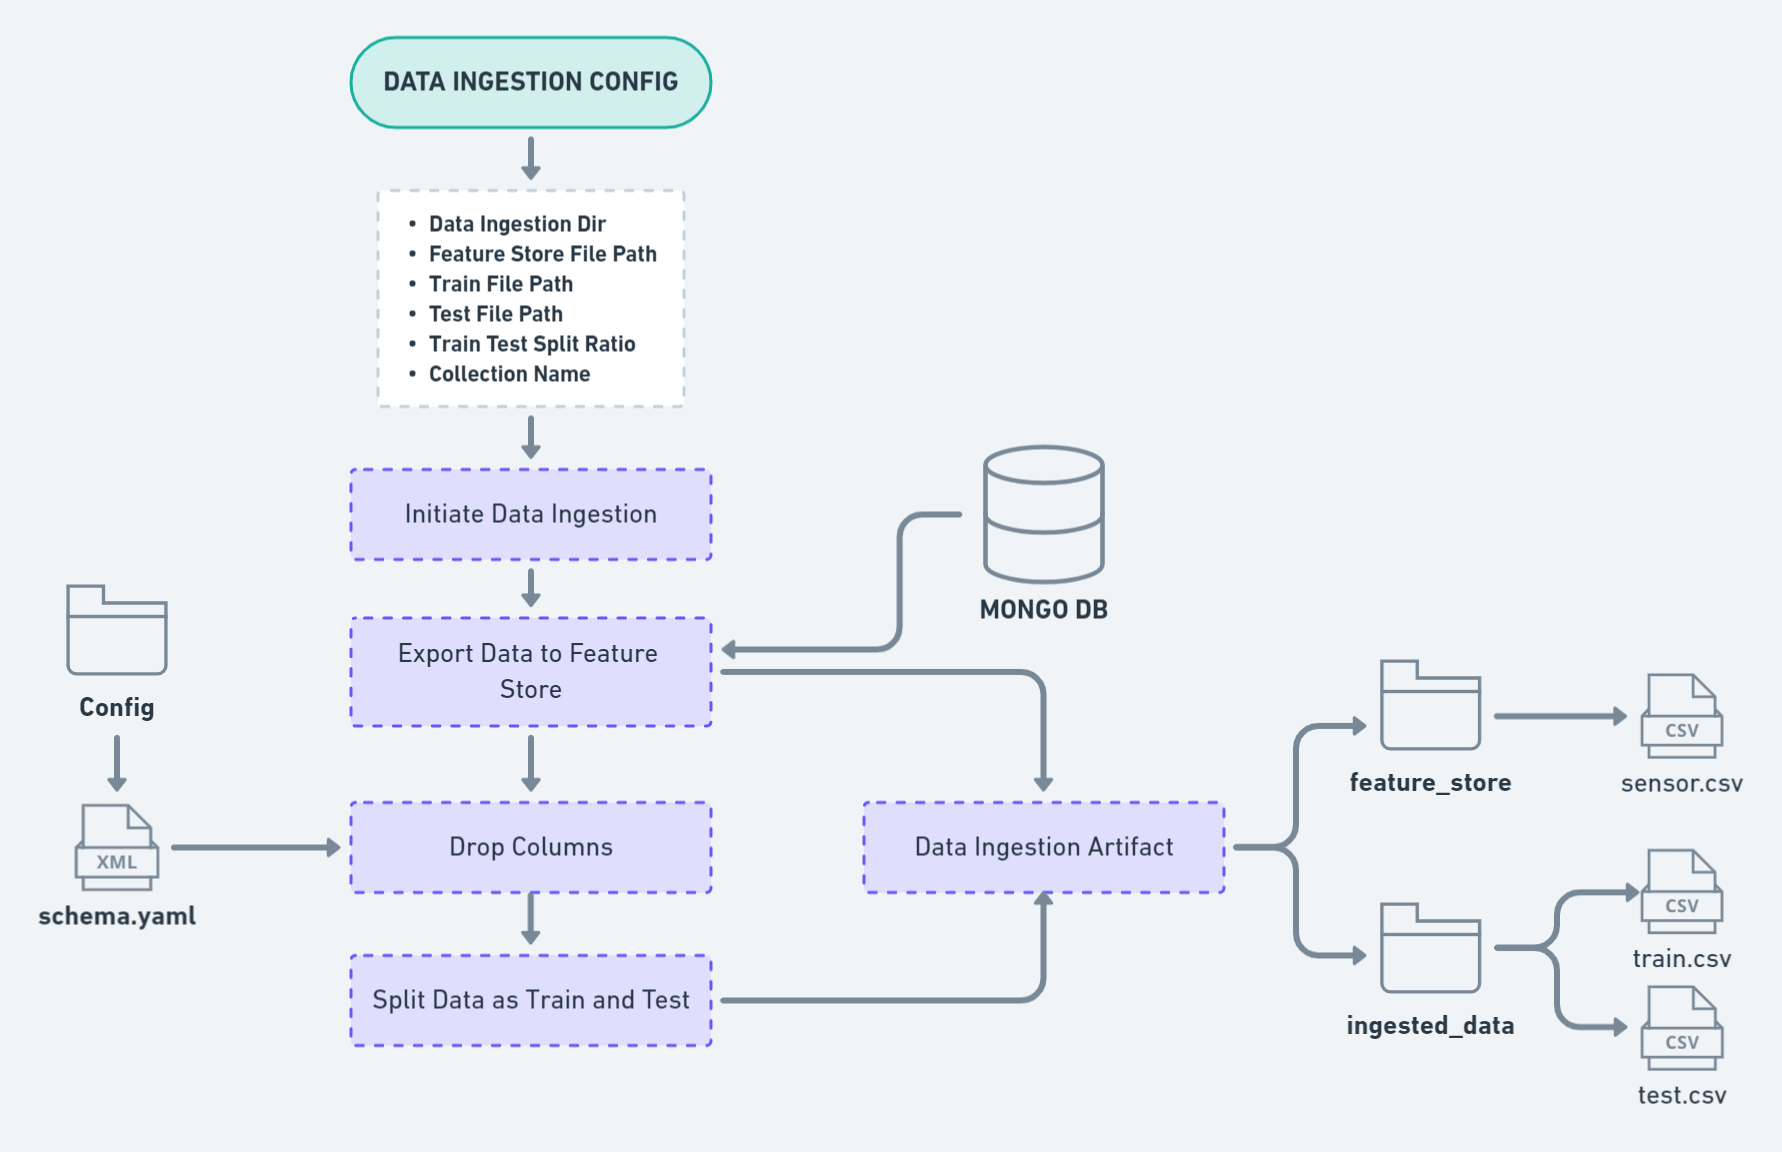 DATA INGESTION CONFIG
• Data Ingestion Dir
• Feature Store File Path
• Train File Path
• Test File Path
• Train Test Split Ratio
• Collection Name
Initiate Data Ingestion
MONGO DB
Export Data to Feature
Store
Config
XML
schema.yaml
Drop Columns
Split Data as Train and Test
Data Ingestion Artifact
feature_store
CSV
sensor.csv
ingested_data
CSV
train.csv
CSV
test.csv